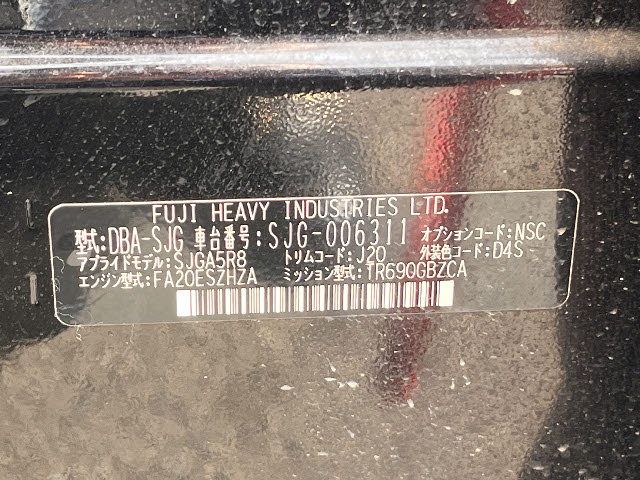 FUJI HEAVY INDUSTRIES LTD.
型式:DBA-SJG 車台番号:SJG-006311 オプションコード:NSC
アプライドモデル:SJGA5R8 トリムコード:J20 外装色コード:D4S
エンジン型式:FA20ESZHZA ミッション型式:TR690GBZCA